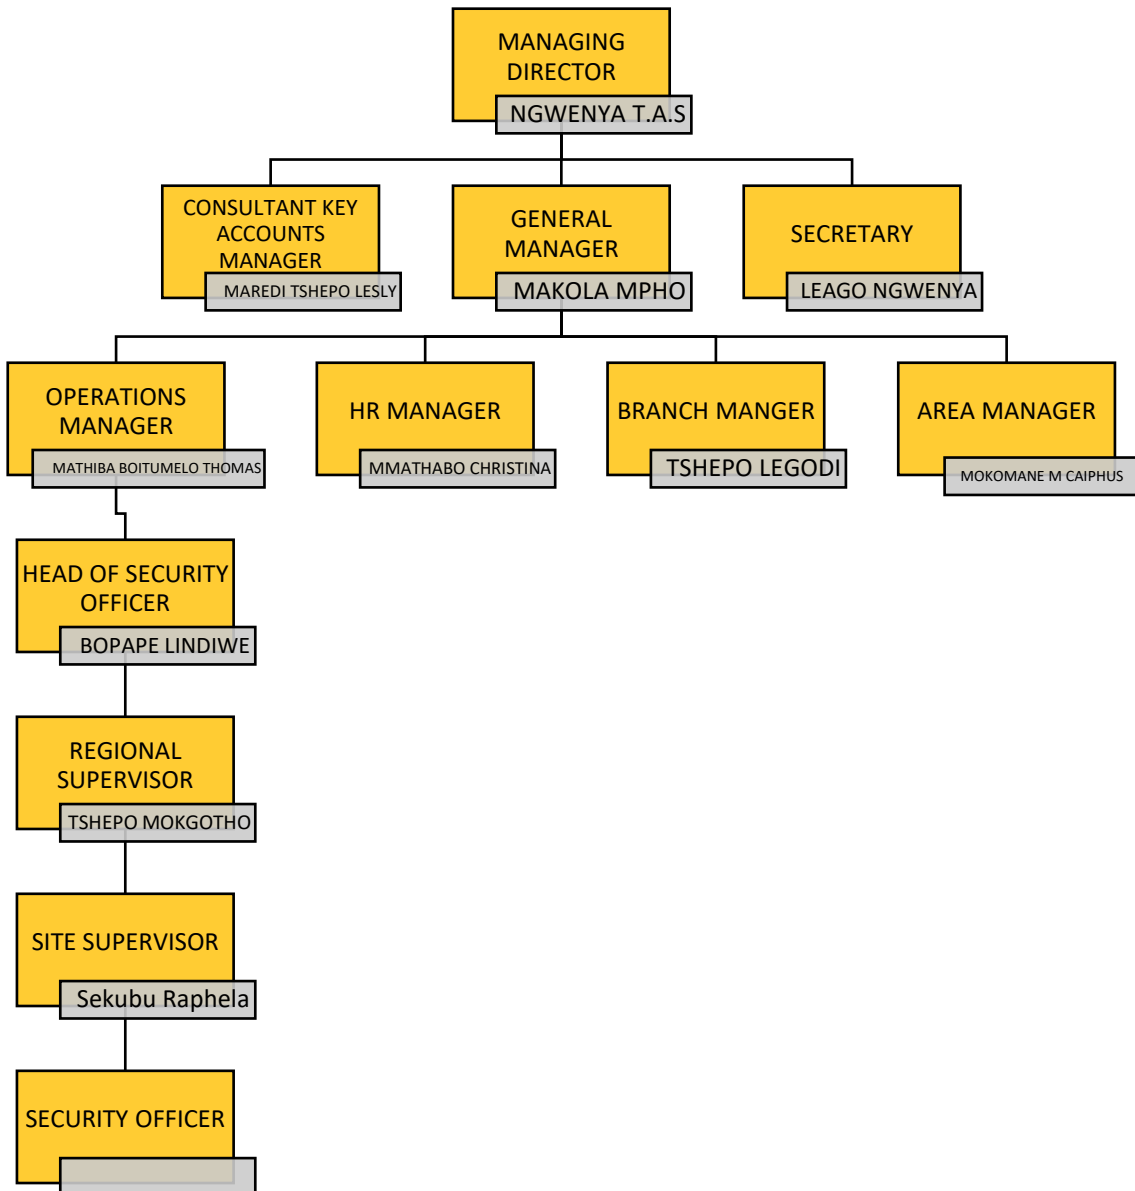 MANAGING
DIRECTOR
NGWENYA T.A.S
CONSULTANT KEY
ACCOUNTS
MANAGER
MAREDI TSHEPO LESLY
GENERAL
MANAGER
MAKOLA MPHO
SECRETARY
LEAGO NGWENYA
OPERATIONS
MANAGER
MATHIBA BOITUMELO THOMAS
HR MANAGER
MMATHABO CHRISTINA
BRANCH MANGER
TSHEPO LEGODI
AREA MANAGER
MOKOMANE M CAIPHUS
HEAD OF SECURITY
OFFICER
BOPAPE LINDIWE
REGIONAL
SUPERVISOR
TSHEPO MOKGOTHO
SITE SUPERVISOR
Sekubu Raphela
SECURITY OFFICER